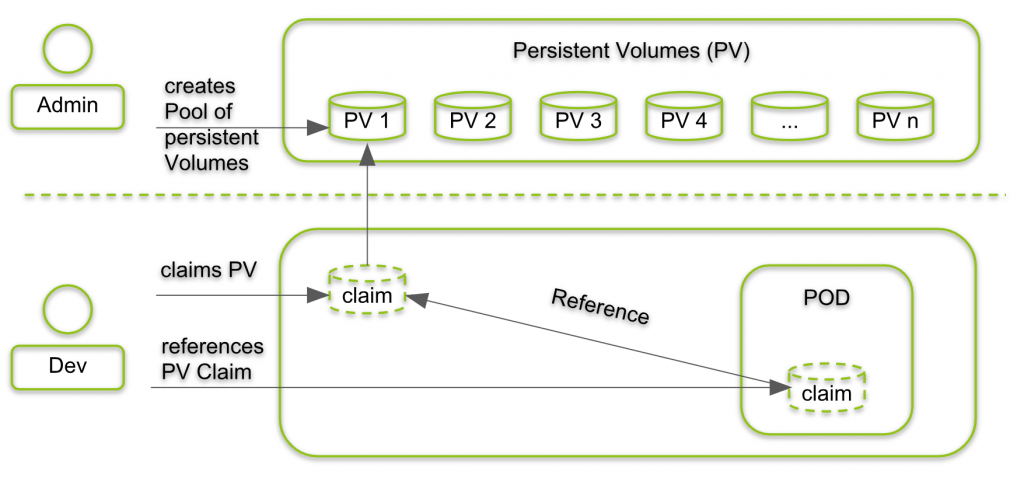 Persistent Volumes (PV)
Admin
creates
Pool of
persistent
Volumes
PV 1
PV 2
PV 3
PV 4
...
PV n
claims PV
claim
Reference
POD
Dev
references
PV Claim
claim